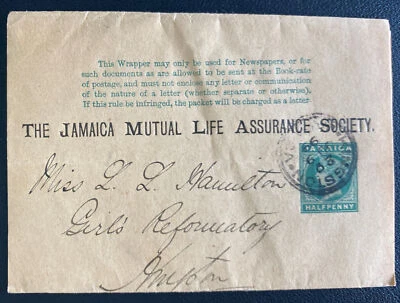 This Wrapper may only be used for Newspapers, or for
such documents as are allowed to be sent at the Book-rate
of postage, and must not enclose any letter or communication
of the nature of a letter (whether separate or otherwise).
If this rule be infringed, the packet will be charged as a letter.
THE JAMAICA MUTUAL LIFE ASSURANCE SOCIETY.
JAMAICA
HALFPENNY
Miss L. L. Hamilton
Girls Reformatory